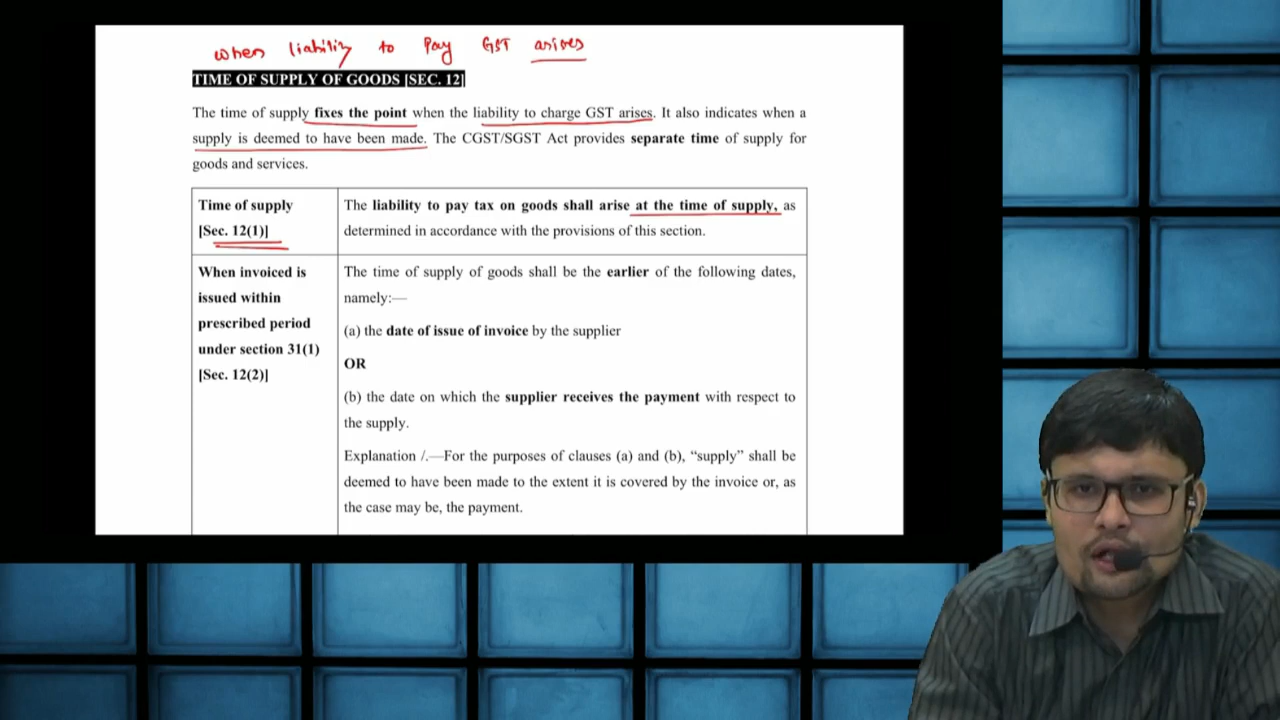 when liability to Pay GST arises
TIME OF SUPPLY OF GOODS [SEC. 12]
The time of supply fixes the point when the liability to charge GST arises. It also indicates when a
supply is deemed to have been made. The CGST/SGST Act provides separate time of supply for
goods and services.
Time of supply
[Sec. 12(1)]
The liability to pay tax on goods shall arise at the time of supply, as
determined in accordance with the provisions of this section.
When invoiced is
issued within
prescribed period
under section 31(1)
[Sec. 12(2)]
The time of supply of goods shall be the earlier of the following dates,
namely:—
(a) the date of issue of invoice by the supplier
OR
(b) the date on which the supplier receives the payment with respect to
the supply.
Explanation /.—For the purposes of clauses (a) and (b), “supply” shall be
deemed to have been made to the extent it is covered by the invoice or, as
the case may be, the payment.